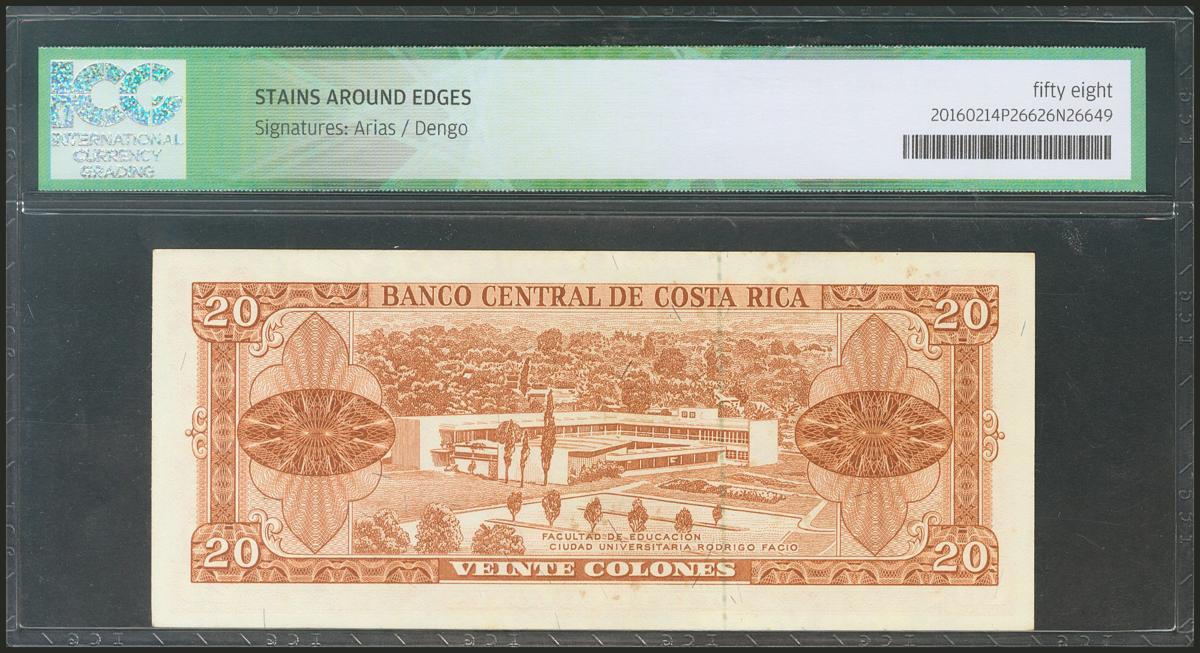 ICG
INTERNATIONAL
CURRENCY
GRADING
STAINS AROUND EDGES
Signatures: Arias / Dengo
fifty eight
20160214P26626N26649
20
BANCO CENTRAL DE COSTA RICA
20
FACULTAD DE EDUCACIÓN
CIUDAD UNIVERSITARIA RODRIGO FACIO
20
VEINTE COLONES
20